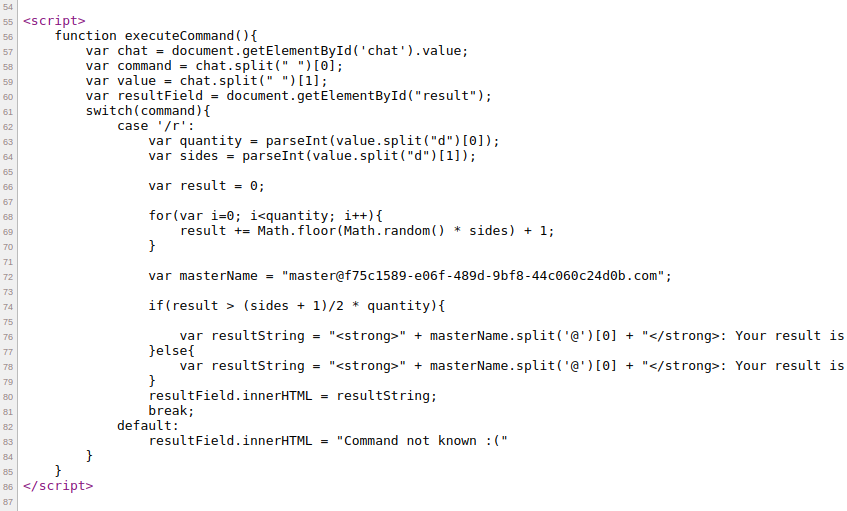 54
55 <script>
56 function executeCommand(){
57 var chat = document.getElementById('chat').value;
58 var command = chat.split(" ")[0];
59 var value = chat.split(" ")[1];
60 var resultField = document.getElementById("result");
61 switch(command){
62 case '/r':
63 var quantity = parseInt(value.split("d")[0]);
64 var sides = parseInt(value.split("d")[1]);
65
66 var result = 0;
67
68 for(var i=0; i<quantity; i++){
69 result += Math.floor(Math.random() * sides) + 1;
70 }
71
72 var masterName = "master@f75c1589-e06f-489d-9bf8-44c060c24d0b.com";
73
74 if(result > (sides + 1)/2 * quantity){
75
76 var resultString = "<strong>" + masterName.split('@')[0] + "</strong>: Your result is
77 }else{
78 var resultString = "<strong>" + masterName.split('@')[0] + "</strong>: Your result is
79 }
80 resultField.innerHTML = resultString;
81 break;
82 default:
83 resultField.innerHTML = "Command not known :("
84 }
85 }
86 </script>
87